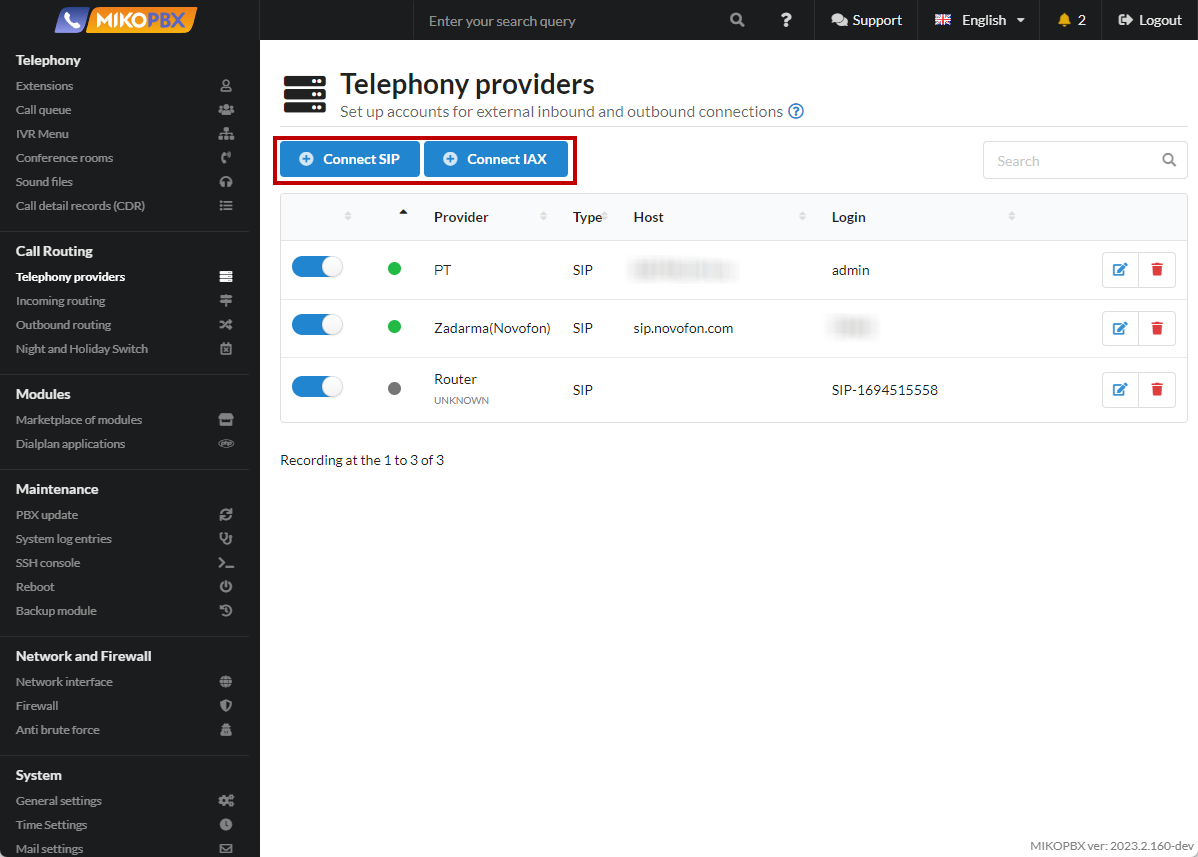 MIKOPBX
Enter your search query
?
Support
English
2
Logout
Telephony
Extensions
Call queue
IVR Menu
Conference rooms
Sound files
Call detail records (CDR)
Call Routing
Telephony providers
Incoming routing
Outbound routing
Night and Holiday Switch
Modules
Marketplace of modules
Dialplan applications
Maintenance
PBX update
System log entries
SSH console
Reboot
Backup module
Network and Firewall
Network interface
Firewall
Anti brute force
System
General settings
Time Settings
Mail settings
Telephony providers
Set up accounts for external inbound and outbound connections ?
Connect SIP Connect IAX
Search
Provider Type Host Login
PT SIP admin
Zadarma(Novofon) SIP sip.novofon.com
Router
UNKNOWN
SIP SIP-1694515558
Recording at the 1 to 3 of 3
MIKOPBX ver: 2023.2.160-dev